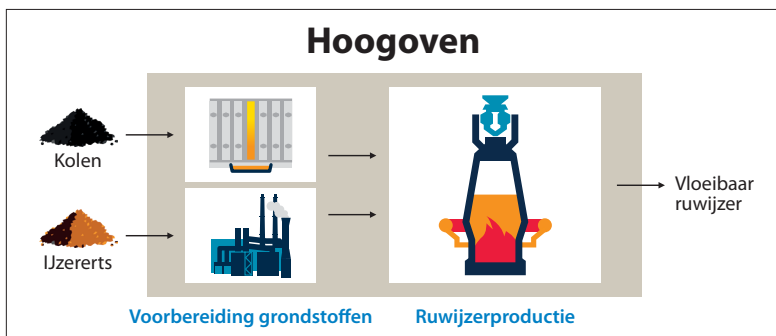 Hoogoven
Kolen
IJzererts
Vloeibaar
ruwijzer
Voorbereiding grondstoffen
Ruwijzerproductie